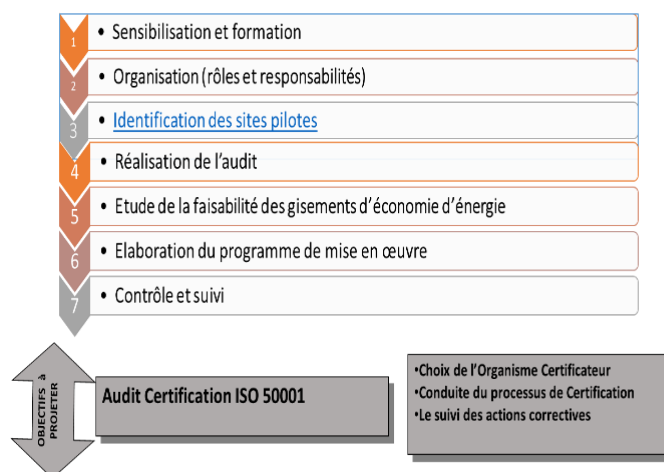 1 • Sensibilisation et formation
2 • Organisation (rôles et responsabilités)
3 • Identification des sites pilotes
4 • Réalisation de l'audit
5 • Etude de la faisabilité des gisements d'économie d'énergie
6 • Elaboration du programme de mise en œuvre
7 • Contrôle et suivi
OBJECTIFS à
PROJETER
Audit Certification ISO 50001
•Choix de l'Organisme Certificateur
•Conduite du processus de Certification
•Le suivi des actions correctives